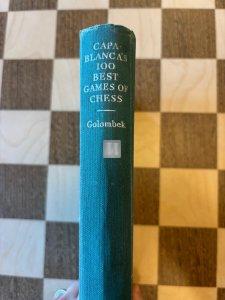 CAPA-
BLANCA'S
100
BEST
GAMES OF
CHESS
Golombek